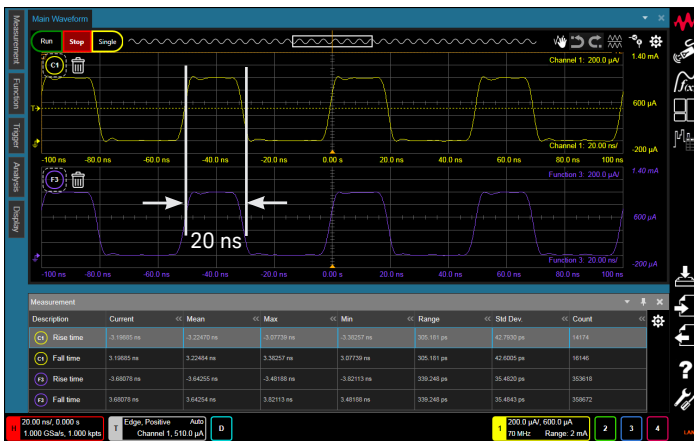 Main Waveform
Run Stop Single
C1
Channel 1: 200.0 µA/ 1.40 mA
T→ 600 µA
Channel 1: 20.00 ns/ -200 µA
-100 ns -80.0 ns -60.0 ns -40.0 ns -20.0 ns 0.00 s 20.0 ns 40.0 ns 60.0 ns 80.0 ns 100 ns
F3
Function 3: 200.0 µA/ 1.40 mA
600 µA
20 ns
Function 3: 20.00 ns/ -200 µA
-100 ns -80.0 ns -60.0 ns -40.0 ns -20.0 ns 0.00 s 20.0 ns 40.0 ns 60.0 ns 80.0 ns 100 ns
Measurement
Function
Trigger
Analysis
Display
f(x)
Measurement
Description Current Mean Max Min Range Std Dev. Count
C1 Rise time -3.19885 ns -3.22470 ns -3.07739 ns -3.38257 ns 305.181 ps 42.7930 ps 14174
C1 Fall time 3.19885 ns 3.22484 ns 3.38257 ns 3.07739 ns 305.181 ps 42.6005 ps 16146
F3 Rise time -3.68078 ns -3.64255 ns -3.48188 ns -3.82113 ns 339.248 ps 35.4820 ps 353618
F3 Fall time 3.68078 ns 3.64254 ns 3.82113 ns 3.48188 ns 339.248 ps 35.4843 ps 358672
?
H 20.00 ns/, 0.000 s
1.000 GSa/s, 1.000 kpts
T Edge, Positive Auto
Channel 1, 510.0 µA
D
1 200.0 µA/, 600.0 µA
70 MHz Range: 2 mA
2 3 4
LAN